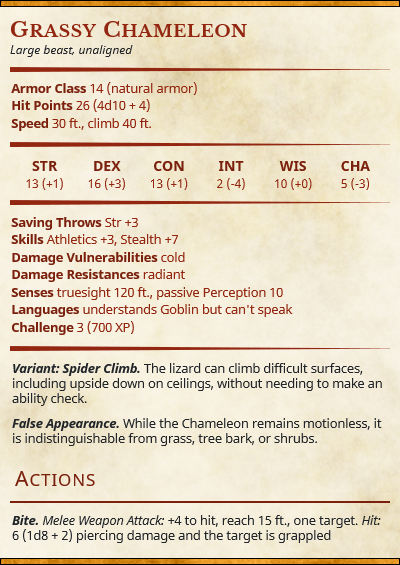 Grassy Chameleon
Large beast, unaligned
Armor Class 14 (natural armor)
Hit Points 26 (4d10 + 4)
Speed 30 ft., climb 40 ft.
STR DEX CON INT WIS CHA
13 (+1) 16 (+3) 13 (+1) 2 (-4) 10 (+0) 5 (-3)
Saving Throws Str +3
Skills Athletics +3, Stealth +7
Damage Vulnerabilities cold
Damage Resistances radiant
Senses truesight 120 ft., passive Perception 10
Languages understands Goblin but can't speak
Challenge 3 (700 XP)
Variant: Spider Climb. The lizard can climb difficult surfaces,
including upside down on ceilings, without needing to make an
ability check.
False Appearance. While the Chameleon remains motionless, it
is indistinguishable from grass, tree bark, or shrubs.
Actions
Bite. Melee Weapon Attack: +4 to hit, reach 15 ft., one target. Hit:
6 (1d8 + 2) piercing damage and the target is grappled